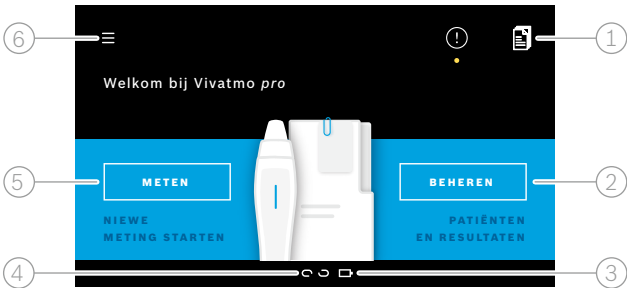 6
1
Welkom bij Vivatmo pro
5
METEN
BEHEREN
2
NIEWE
METING STARTEN
PATIËNTEN
EN RESULTATEN
4
3